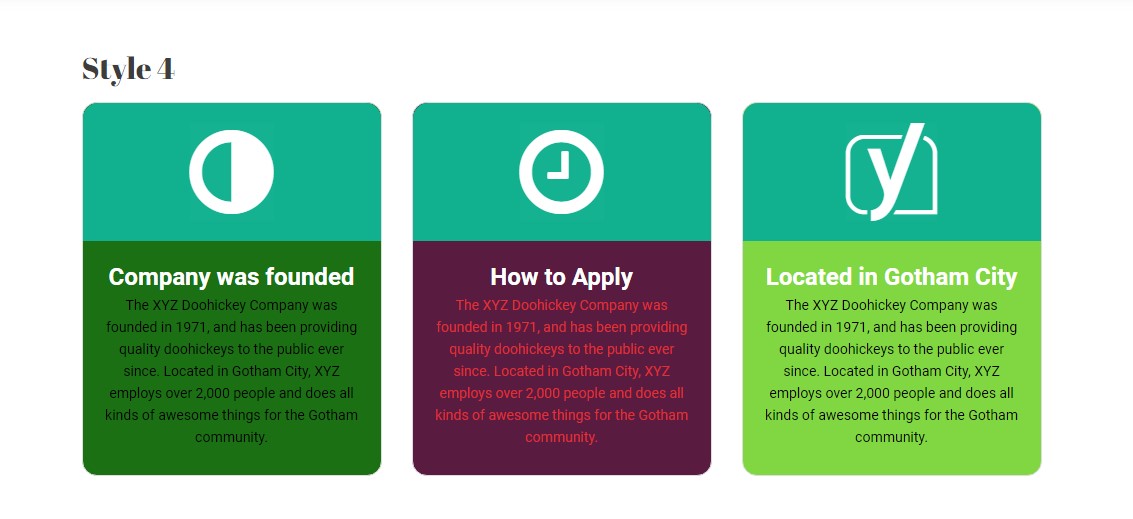 Style 4
Company was founded
The XYZ Doohickey Company was
founded in 1971, and has been providing
quality doohickeys to the public ever
since. Located in Gotham City, XYZ
employs over 2,000 people and does all
kinds of awesome things for the Gotham
community.
How to Apply
The XYZ Doohickey Company was
founded in 1971, and has been providing
quality doohickeys to the public ever
since. Located in Gotham City, XYZ
employs over 2,000 people and does all
kinds of awesome things for the Gotham
community.
y
Located in Gotham City
The XYZ Doohickey Company was
founded in 1971, and has been providing
quality doohickeys to the public ever
since. Located in Gotham City, XYZ
employs over 2,000 people and does all
kinds of awesome things for the Gotham
community.